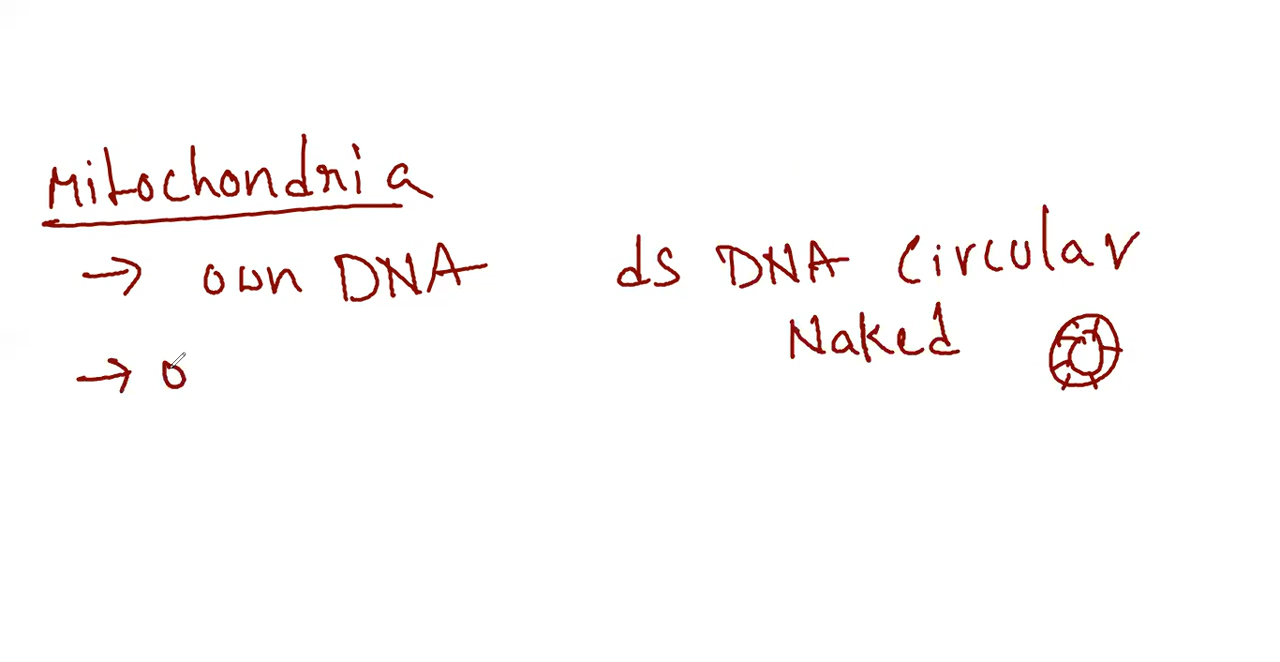 Mitochondria
→ own DNA
ds DNA Circular
Naked
→ o